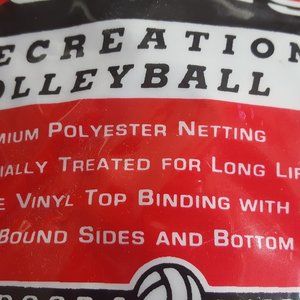 ECREATION
OLLEYBALL
MIUM POLYESTER NETTING
IALLY TREATED FOR LONG LIF
E VINYL TOP BINDING WITH
BOUND SIDES AND BOTTOM